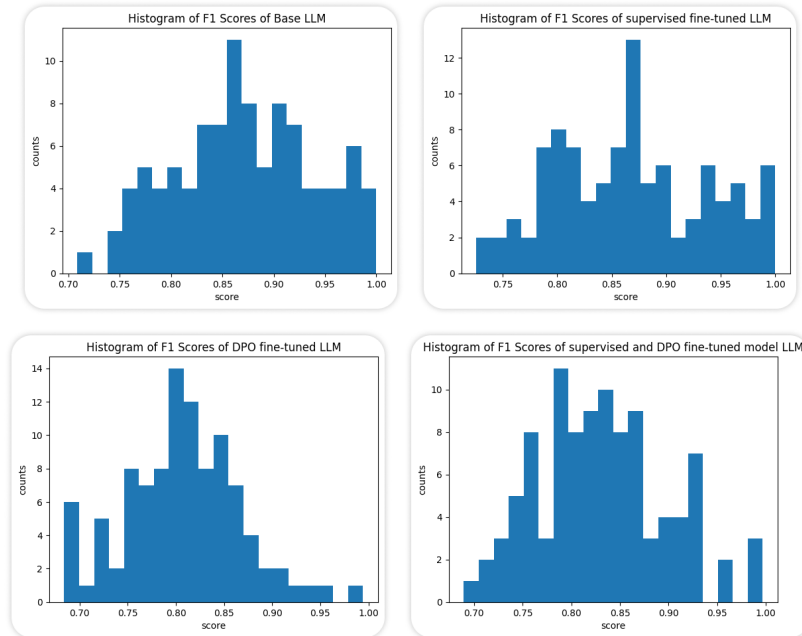 Histogram of F1 Scores of Base LLM
counts
10
8
6
4
2
0
0.70 0.75 0.80 0.85 0.90 0.95 1.00
score
Histogram of F1 Scores of supervised fine-tuned LLM
counts
12
10
8
6
4
2
0
0.75 0.80 0.85 0.90 0.95 1.00
score
Histogram of F1 Scores of DPO fine-tuned LLM
counts
14
12
10
8
6
4
2
0
0.70 0.75 0.80 0.85 0.90 0.95 1.00
score
Histogram of F1 Scores of supervised and DPO fine-tuned model LLM
counts
10
8
6
4
2
0
0.70 0.75 0.80 0.85 0.90 0.95 1.00
score